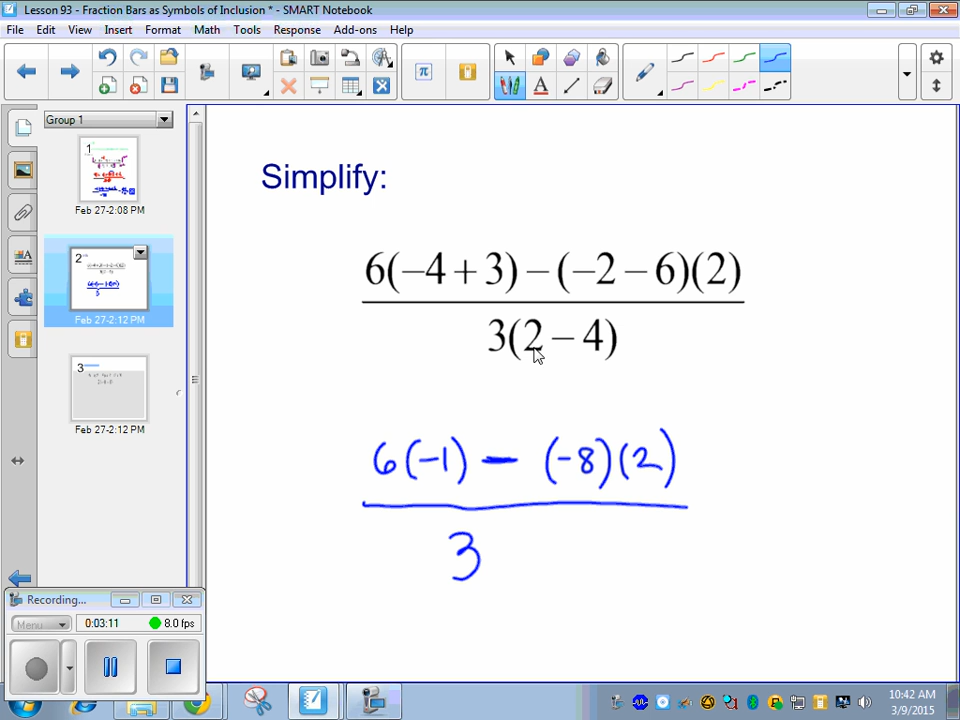 Lesson 93 - Fraction Bars as Symbols of Inclusion * - SMART Notebook
File Edit View Insert Format Math Tools Response Add-ons Help
Group 1
1
Feb 27-2:08 PM
2
Feb 27-2:12 PM
3
Feb 27-2:12 PM
Simplify:
6(−4 + 3) − (−2 − 6)(2)
3(2 − 4)
6(-1) - (-8)(2)
3
Recording...
Menu 0:03:11 8.0 fps
10:42 AM
3/9/2015